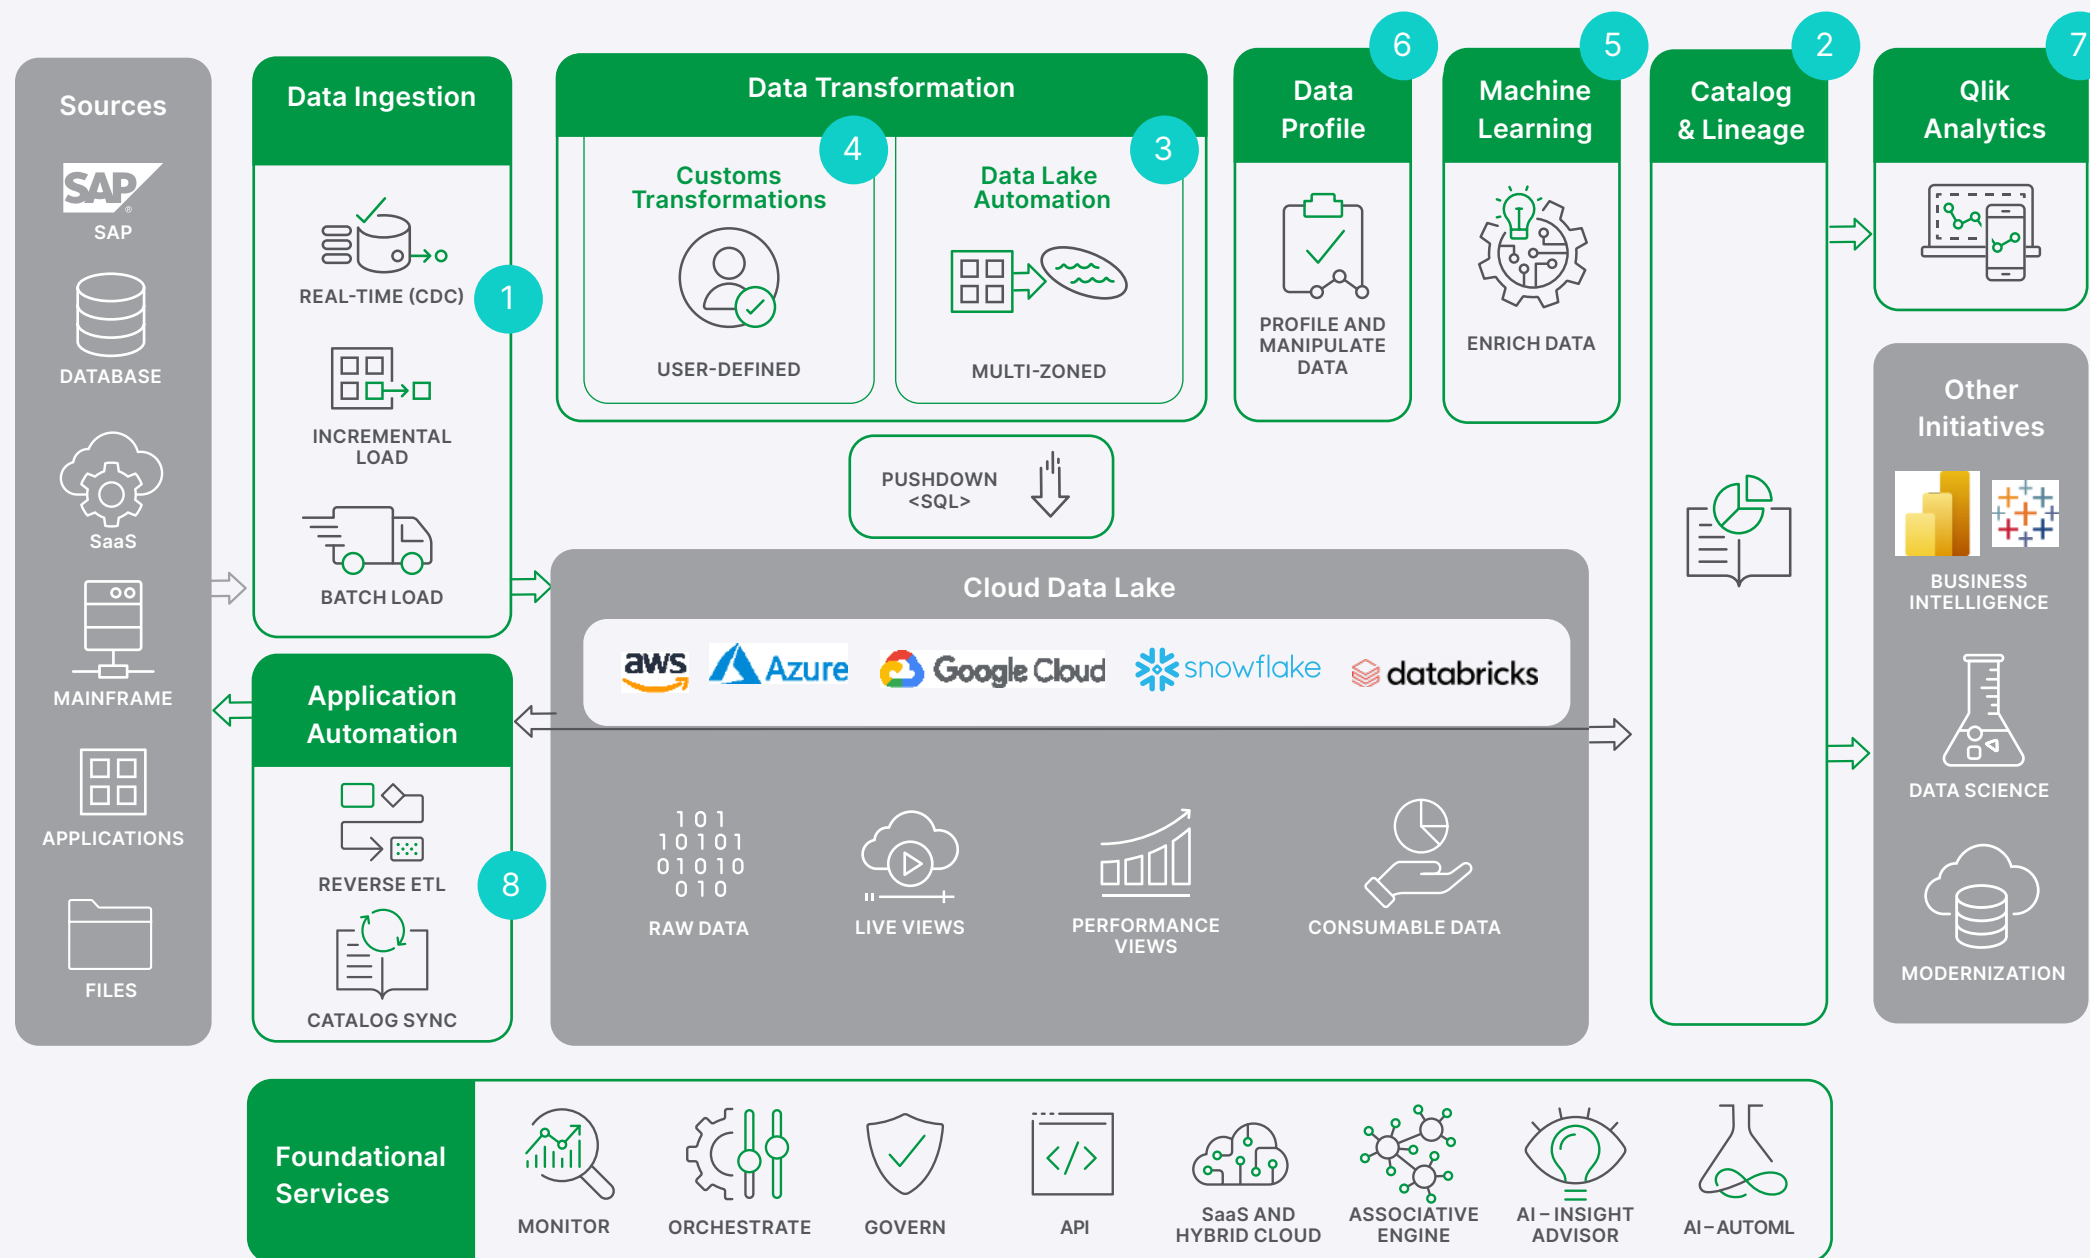 Sources
SAP
®
SAP
DATABASE
SaaS
MAINFRAME
APPLICATIONS
FILES
Data Ingestion
REAL-TIME (CDC)
1
INCREMENTAL
LOAD
BATCH LOAD
Application
Automation
REVERSE ETL
8
CATALOG SYNC
Data Transformation
4
Customs
Transformations
USER-DEFINED
3
Data Lake
Automation
MULTI-ZONED
6
Data
Profile
PROFILE AND
MANIPULATE
DATA
5
Machine
Learning
ENRICH DATA
PUSHDOWN
<SQL>
Cloud Data Lake
aws
Azure
Google Cloud
snowflake
databricks
101
10101
01010
010
RAW DATA
LIVE VIEWS
PERFORMANCE
VIEWS
CONSUMABLE DATA
2
Catalog
& Lineage
7
Qlik
Analytics
Other
Initiatives
BUSINESS
INTELLIGENCE
DATA SCIENCE
MODERNIZATION
Foundational
Services
MONITOR
ORCHESTRATE
GOVERN
</>
API
SaaS AND
HYBRID CLOUD
ASSOCIATIVE
ENGINE
AI – INSIGHT
ADVISOR
AI – AUTOML